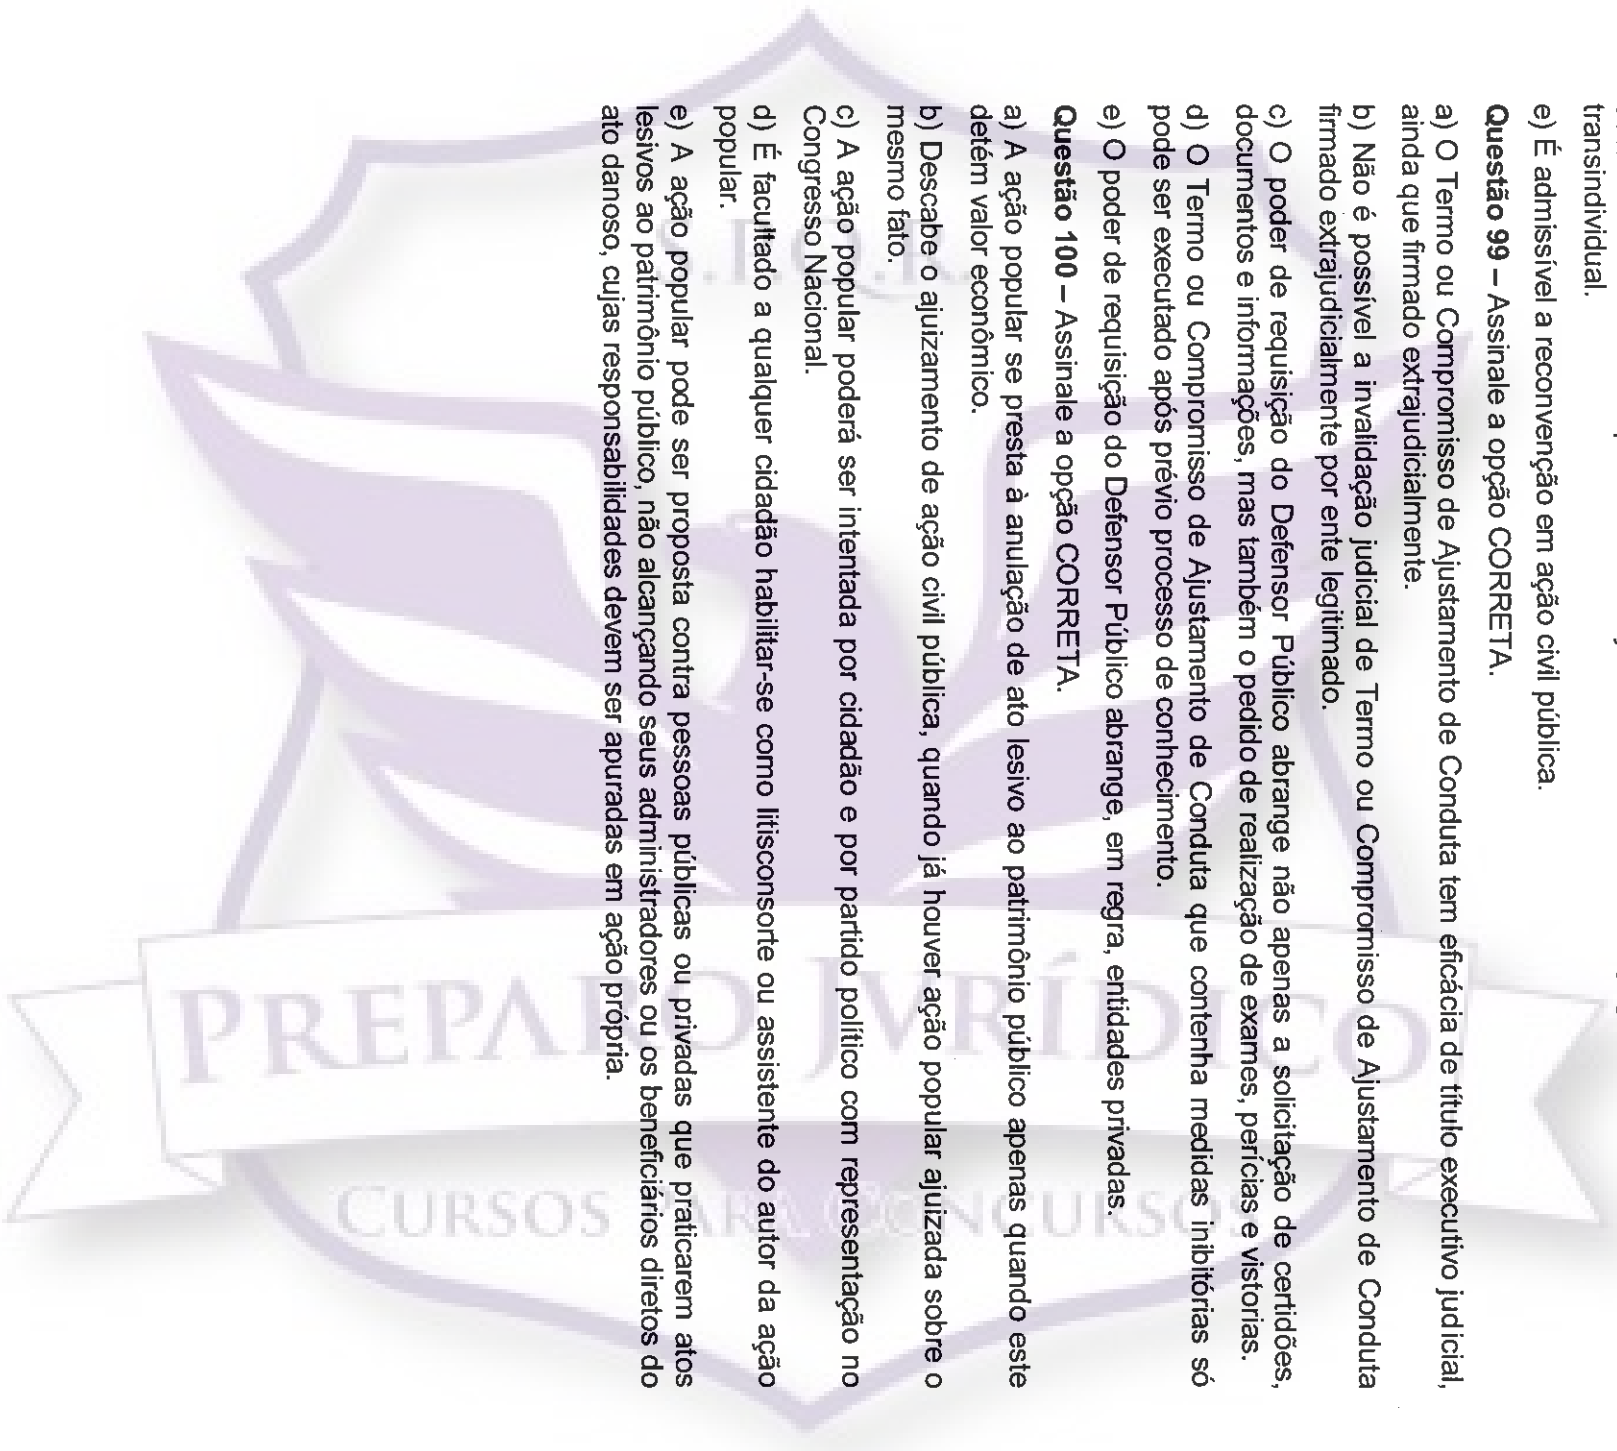 transindividual.
e) É admissível a reconvenção em ação civil pública.
Questão 99 – Assinale a opção CORRETA.
a) O Termo ou Compromisso de Ajustamento de Conduta tem eficácia de título executivo judicial,
ainda que firmado extrajudicialmente.
b) Não é possível a invalidação judicial de Termo ou Compromisso de Ajustamento de Conduta
firmado extrajudicialmente por ente legitimado.
c) O poder de requisição do Defensor Público abrange não apenas a solicitação de certidões,
documentos e informações, mas também o pedido de realização de exames, perícias e vistorias.
d) O Termo ou Compromisso de Ajustamento de Conduta que contenha medidas inibitórias só
pode ser executado após prévio processo de conhecimento.
e) O poder de requisição do Defensor Público abrange, em regra, entidades privadas.
Questão 100 – Assinale a opção CORRETA.
a) A ação popular se presta à anulação de ato lesivo ao patrimônio público apenas quando este
detém valor econômico.
b) Descabe o ajuizamento de ação civil pública, quando já houver ação popular ajuizada sobre o
mesmo fato.
c) A ação popular poderá ser intentada por cidadão e por partido político com representação no
Congresso Nacional.
d) É facultado a qualquer cidadão habilitar-se como litisconsorte ou assistente do autor da ação
popular.
e) A ação popular pode ser proposta contra pessoas públicas ou privadas que praticarem atos
lesivos ao patrimônio público, não alcançando seus administradores ou os beneficiários diretos do
ato danoso, cujas responsabilidades devem ser apuradas em ação própria.
S.P.Q.R.
PREPARO JVRÍDICO
CURSOS PARA CONCURSOS